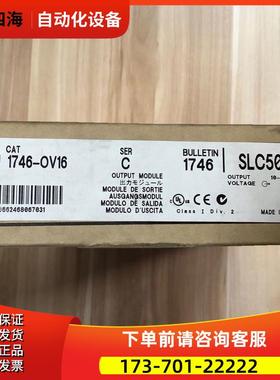 四海 自动化设备
CAT
1746-OV16
SER
C
BULLETIN
1746
SLC50
OUTPUT MODULE
出力モジュール
MODULE DE SORTIE
AUSGANGSMODUL
MODULO DE SALIDA
MODULO D'USCITA
OUTPUT
VOLTAGE
10-
Class I Div. 2
MADE
下单前请咨询客服
173-701-22222